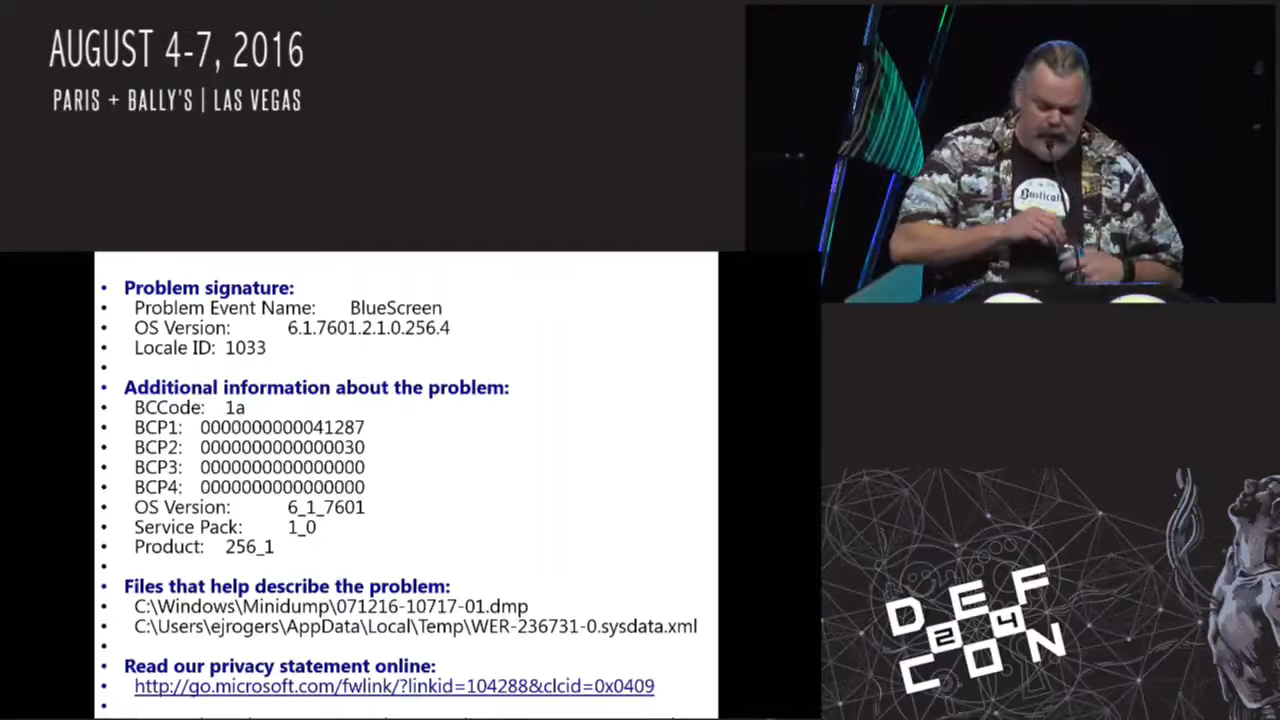 AUGUST 4-7, 2016
PARIS + BALLY'S | LAS VEGAS
• Problem signature:
• Problem Event Name: BlueScreen
• OS Version: 6.1.7601.2.1.0.256.4
• Locale ID: 1033
•
• Additional information about the problem:
• BCCode: 1a
• BCP1: 0000000000041287
• BCP2: 0000000000000030
• BCP3: 0000000000000000
• BCP4: 0000000000000000
• OS Version: 6_1_7601
• Service Pack: 1_0
• Product: 256_1
•
• Files that help describe the problem:
• C:\Windows\Minidump\071216-10717-01.dmp
• C:\Users\ejrogers\AppData\Local\Temp\WER-236731-0.sysdata.xml
•
• Read our privacy statement online:
• http://go.microsoft.com/fwlink/?linkid=104288&clcid=0x0409
•
DEF
24
CON